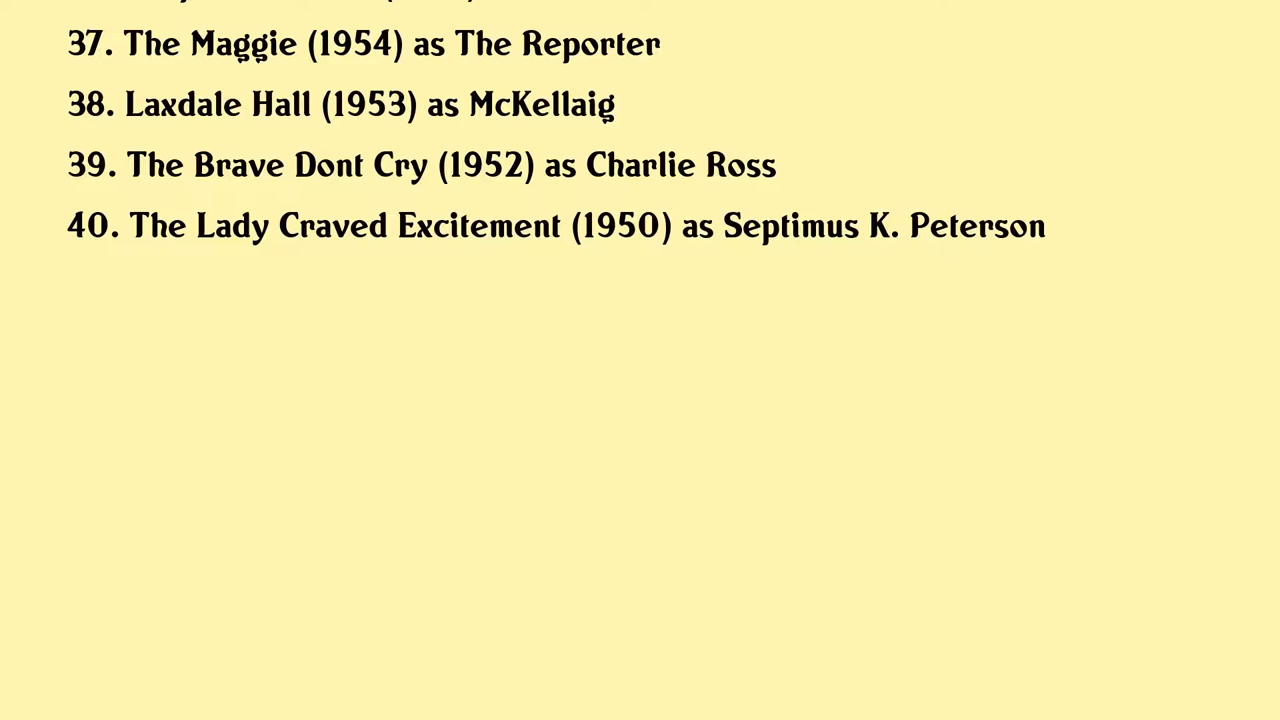 37. The Maggie (1954) as The Reporter
38. Laxdale Hall (1953) as McKellaig
39. The Brave Dont Cry (1952) as Charlie Ross
40. The Lady Craved Excitement (1950) as Septimus K. Peterson